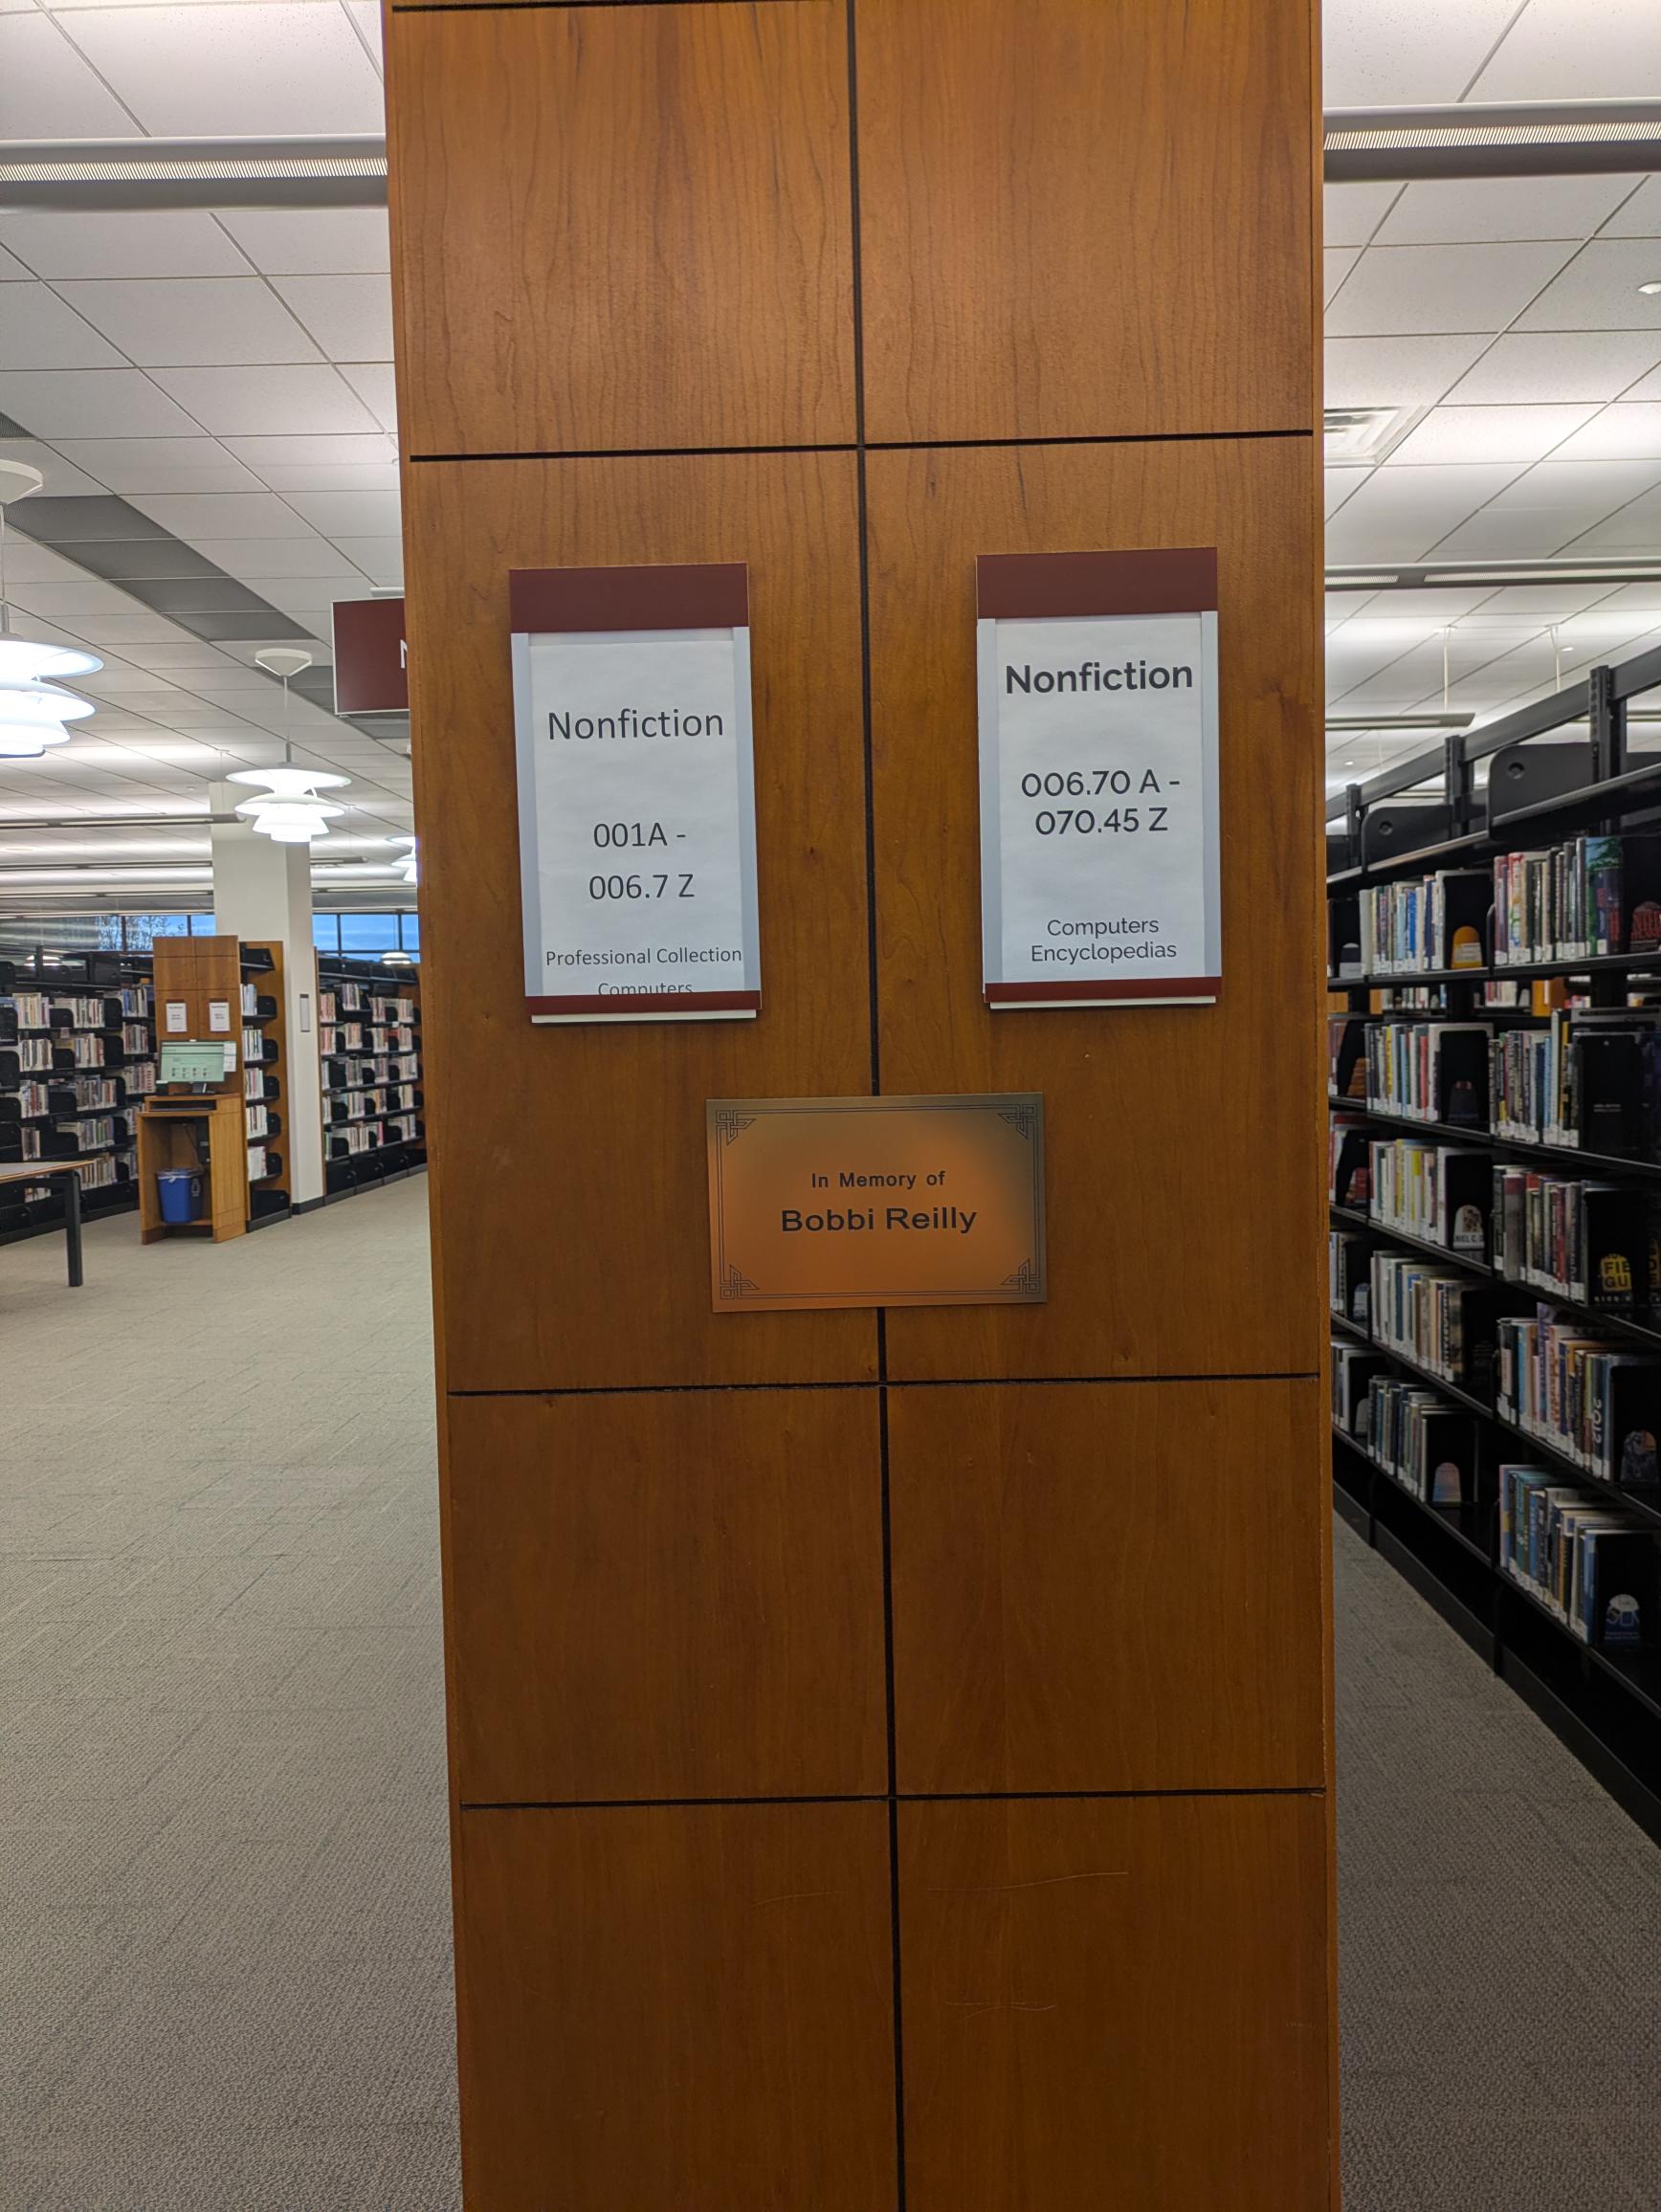 Nonfiction
001A -
006.7 Z
Professional Collection
Computers
Nonfiction
006.70 A -
070.45 Z
Computers
Encyclopedias
In Memory of
Bobbi Reilly